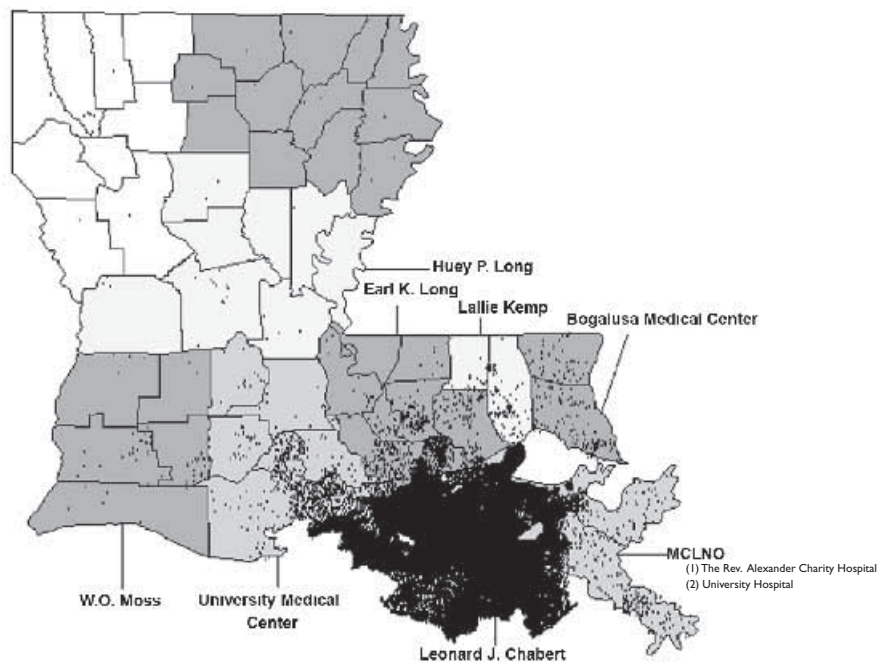 Huey P. Long
Earl K. Long
Lallie Kemp
Bogalusa Medical Center
MCLNO
(1) The Rev. Alexander Charity Hospital
(2) University Hospital
W.O. Moss
University Medical
Center
Leonard J. Chabert